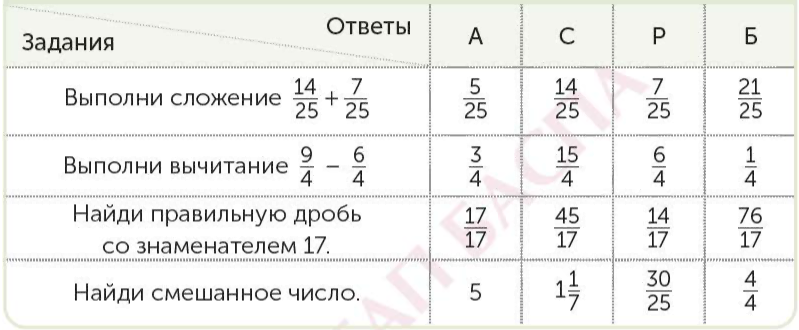 Ответы
Задания
А С Р Б
Выполни сложение 14/25 + 7/25 5/25 14/25 7/25 21/25
Выполни вычитание 9/4 – 6/4 3/4 15/4 6/4 1/4
Найди правильную дробь
со знаменателем 17. 17/17 45/17 14/17 76/17
Найди смешанное число. 5 1 1/7 30/25 4/4